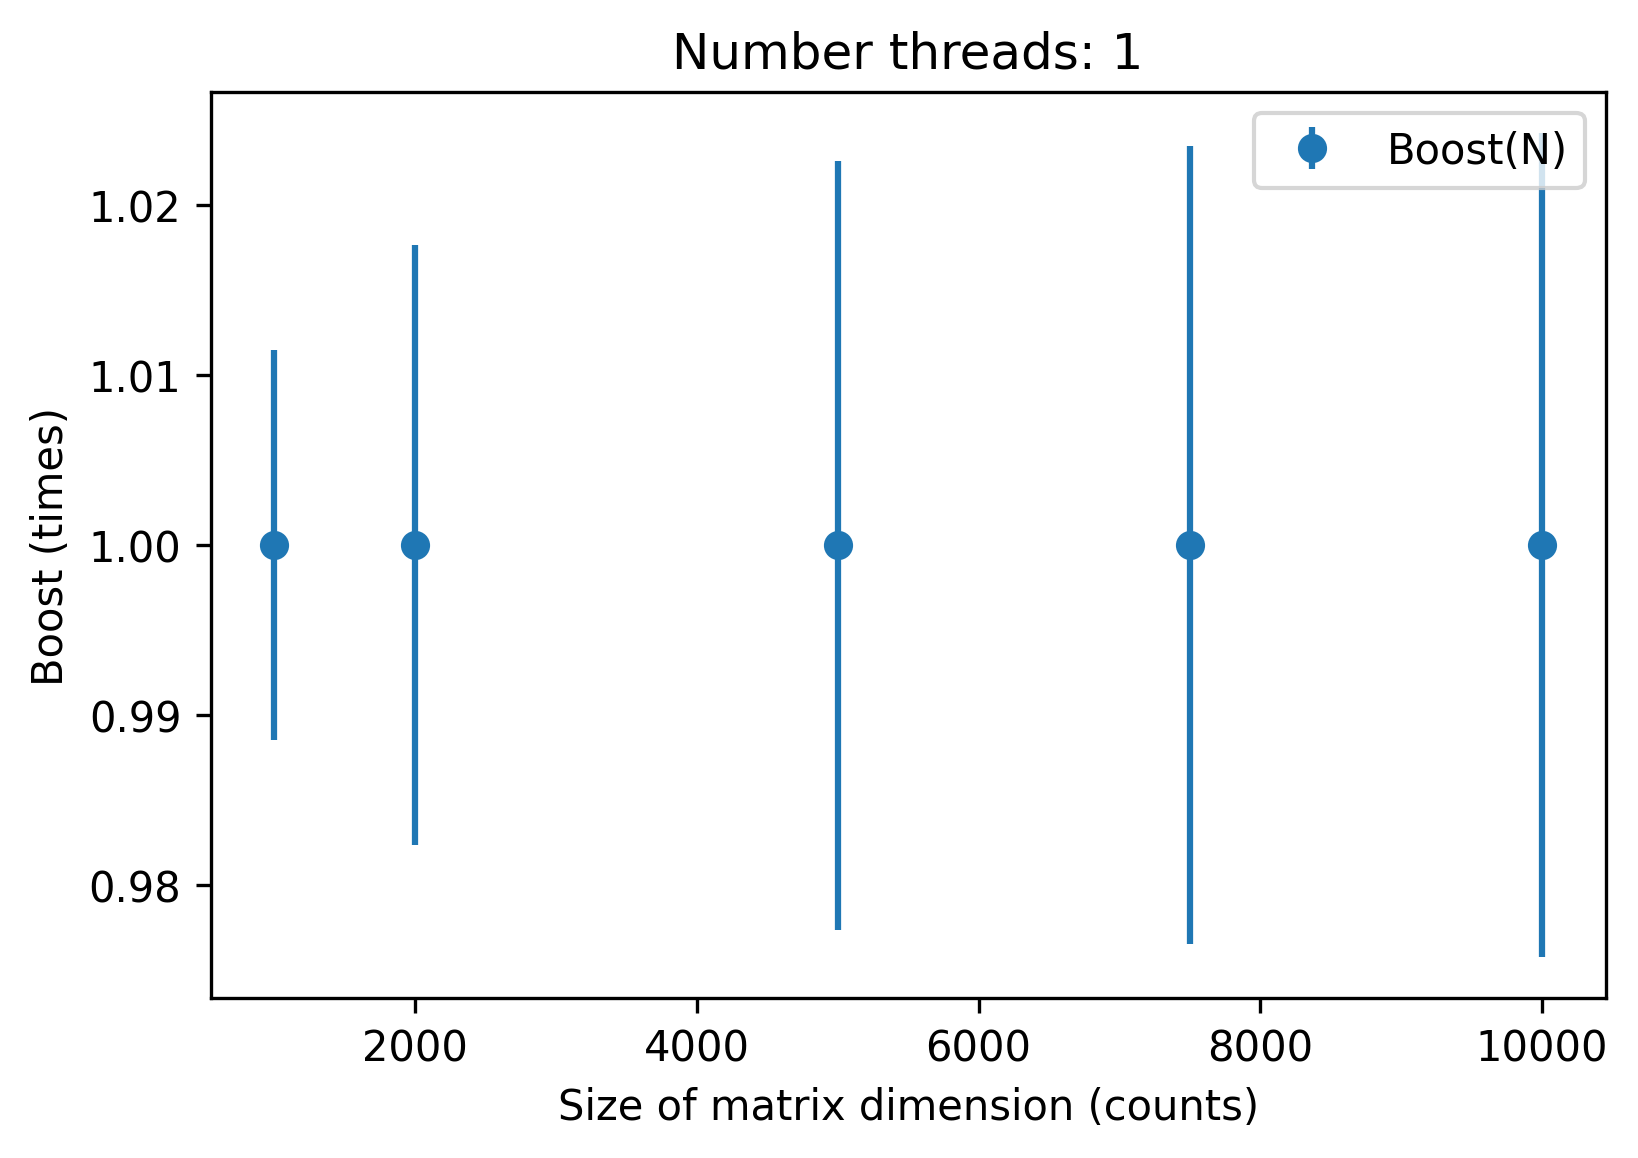 Number threads: 1
Boost(N)
1.02
1.01
1.00
0.99
0.98
Boost (times)
2000 4000 6000 8000 10000
Size of matrix dimension (counts)